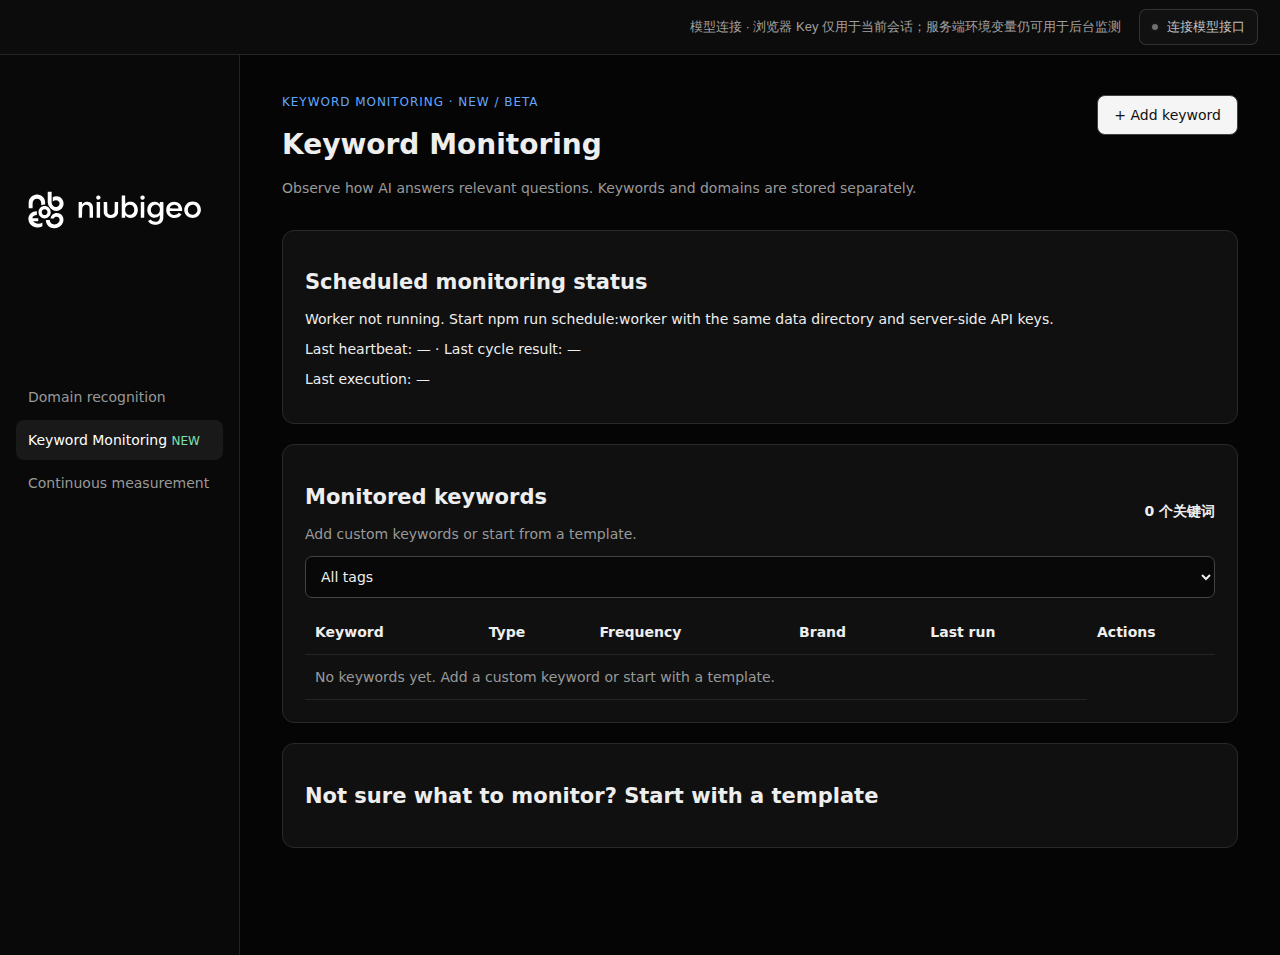 模型连接 · 浏览器 Key 仅用于当前会话；服务端环境变量仍可用于后台监测
连接模型接口
niubigeo
Domain recognition
Keyword Monitoring NEW
Continuous measurement
KEYWORD MONITORING · NEW / BETA
Keyword Monitoring
Observe how AI answers relevant questions. Keywords and domains are stored separately.
+ Add keyword
Scheduled monitoring status
Worker not running. Start npm run schedule:worker with the same data directory and server-side API keys.
Last heartbeat: — · Last cycle result: —
Last execution: —
Monitored keywords
Add custom keywords or start from a template.
0 个关键词
All tags
Keyword Type Frequency Brand Last run Actions
No keywords yet. Add a custom keyword or start with a template.
Not sure what to monitor? Start with a template